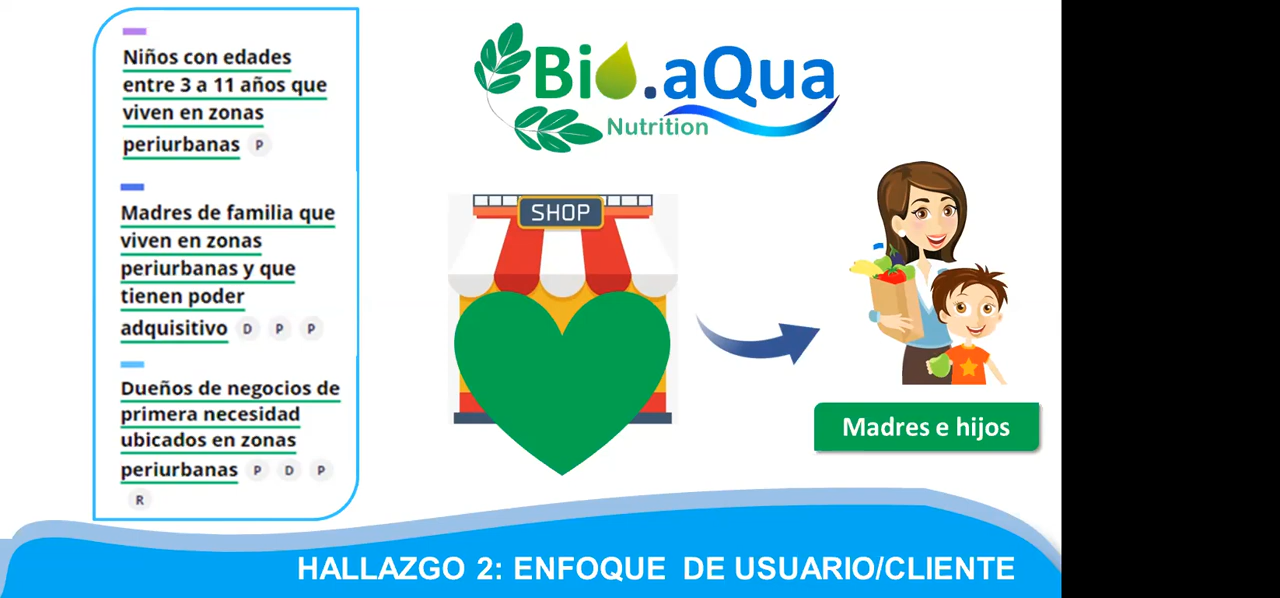 Niños con edades
entre 3 a 11 años que
viven en zonas
periurbanas P
Madres de familia que
viven en zonas
periurbanas y que
tienen poder
adquisitivo D P P
Dueños de negocios de
primera necesidad
ubicados en zonas
periurbanas P D P
R
Bio.aQua
Nutrition
SHOP
Madres e hijos
HALLAZGO 2: ENFOQUE DE USUARIO/CLIENTE